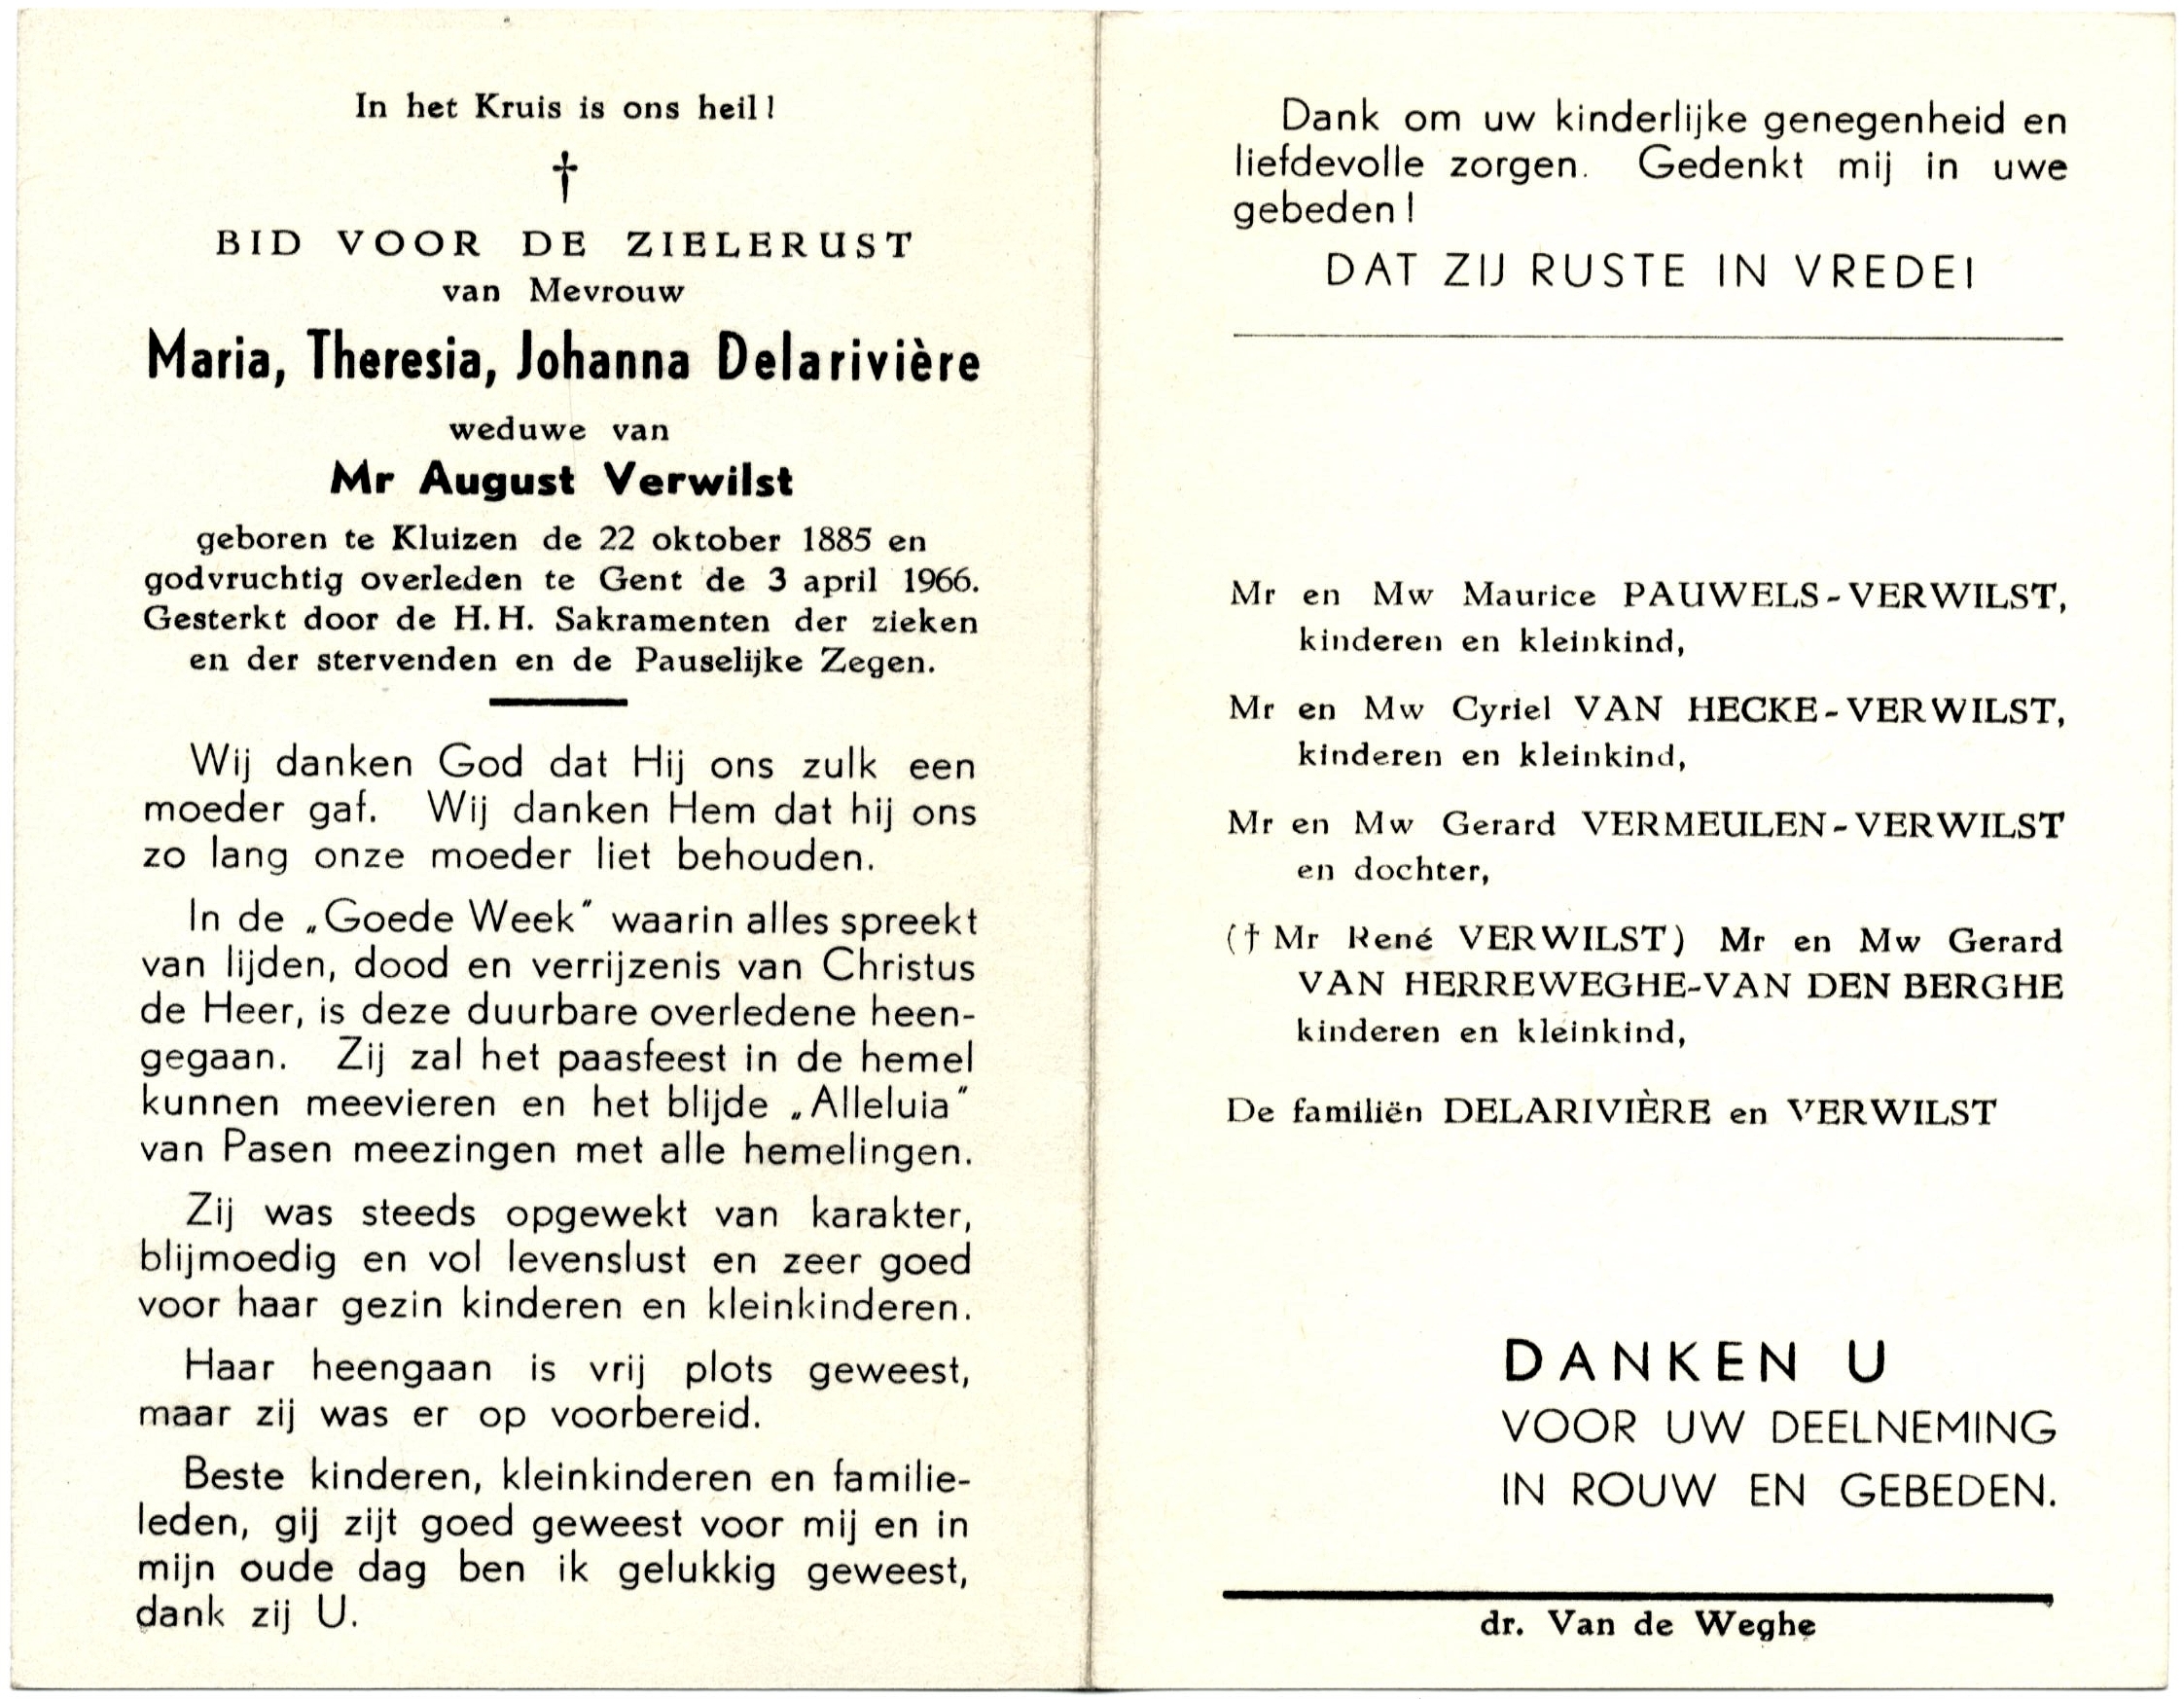 In het Kruis is ons heil!
†
BID VOOR DE ZIELERUST
van Mevrouw
Maria, Theresia, Johanna Delarivière
weduwe van
Mr August Verwilst
geboren te Kluizen de 22 oktober 1885 en
godvruchtig overleden te Gent de 3 april 1966.
Gesterkt door de H.H. Sakramenten der zieken
en der stervenden en de Pauselijke Zegen.
Wij danken God dat Hij ons zulk een
moeder gaf. Wij danken Hem dat hij ons
zo lang onze moeder liet behouden.
In de „Goede Week" waarin alles spreekt
van lijden, dood en verrijzenis van Christus
de Heer, is deze duurbare overledene heen-
gegaan. Zij zal het paasfeest in de hemel
kunnen meevieren en het blijde „Alleluia"
van Pasen meezingen met alle hemelingen.
Zij was steeds opgewekt van karakter,
blijmoedig en vol levenslust en zeer goed
voor haar gezin kinderen en kleinkinderen.
Haar heengaan is vrij plots geweest,
maar zij was er op voorbereid.
Beste kinderen, kleinkinderen en familie-
leden, gij zijt goed geweest voor mij en in
mijn oude dag ben ik gelukkig geweest,
dank zij U.
Dank om uw kinderlijke genegenheid en
liefdevolle zorgen. Gedenkt mij in uwe
gebeden!
DAT ZIJ RUSTE IN VREDE!
Mr en Mw Maurice PAUWELS-VERWILST,
kinderen en kleinkind,
Mr en Mw Cyriel VAN HECKE-VERWILST,
kinderen en kleinkind,
Mr en Mw Gerard VERMEULEN-VERWILST
en dochter,
(† Mr René VERWILST) Mr en Mw Gerard
VAN HERREWEGHE-VAN DEN BERGHE
kinderen en kleinkind,
De familiën DELARIVIÈRE en VERWILST
DANKEN U
VOOR UW DEELNEMING
IN ROUW EN GEBEDEN.
dr. Van de Weghe